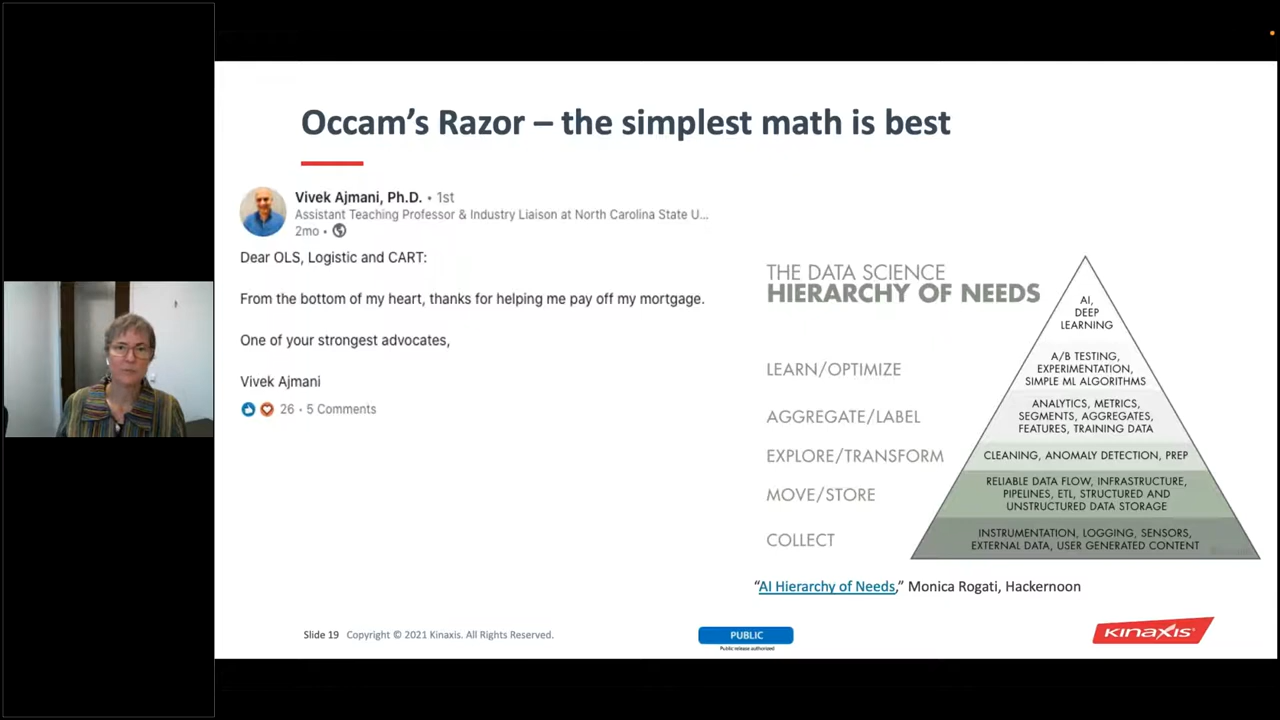 Occam's Razor – the simplest math is best
Vivek Ajmani, Ph.D. • 1st
Assistant Teaching Professor & Industry Liaison at North Carolina State U...
2mo •
Dear OLS, Logistic and CART:
From the bottom of my heart, thanks for helping me pay off my mortgage.
One of your strongest advocates,
Vivek Ajmani
26 · 5 Comments
THE DATA SCIENCE
HIERARCHY OF NEEDS
AI,
DEEP
LEARNING
LEARN/OPTIMIZE
A/B TESTING,
EXPERIMENTATION,
SIMPLE ML ALGORITHMS
AGGREGATE/LABEL
ANALYTICS, METRICS,
SEGMENTS, AGGREGATES,
FEATURES, TRAINING DATA
EXPLORE/TRANSFORM
CLEANING, ANOMALY DETECTION, PREP
MOVE/STORE
RELIABLE DATA FLOW, INFRASTRUCTURE,
PIPELINES, ETL, STRUCTURED AND
UNSTRUCTURED DATA STORAGE
COLLECT
INSTRUMENTATION, LOGGING, SENSORS,
EXTERNAL DATA, USER GENERATED CONTENT
“AI Hierarchy of Needs,” Monica Rogati, Hackernoon
Slide 19 Copyright © 2021 Kinaxis. All Rights Reserved.
PUBLIC
Public release authorized
KINAXIS